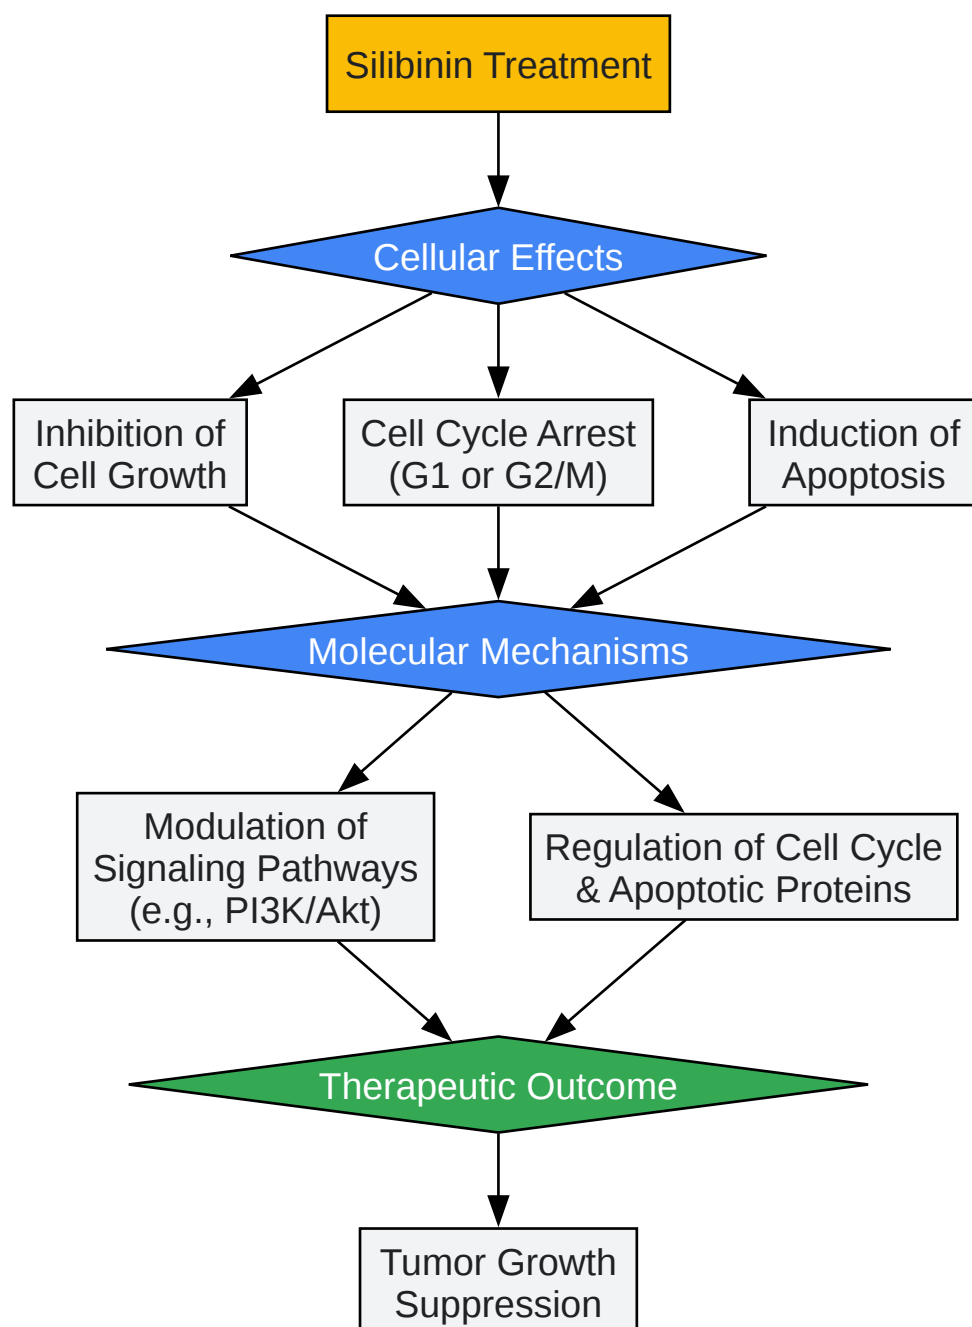 Silibinin Treatment
Cellular Effects
Inhibition of
Cell Growth
Cell Cycle Arrest
(G1 or G2/M)
Induction of
Apoptosis
Molecular Mechanisms
Modulation of
Signaling Pathways
(e.g., PI3K/Akt)
Regulation of Cell Cycle
& Apoptotic Proteins
Therapeutic Outcome
Tumor Growth
Suppression